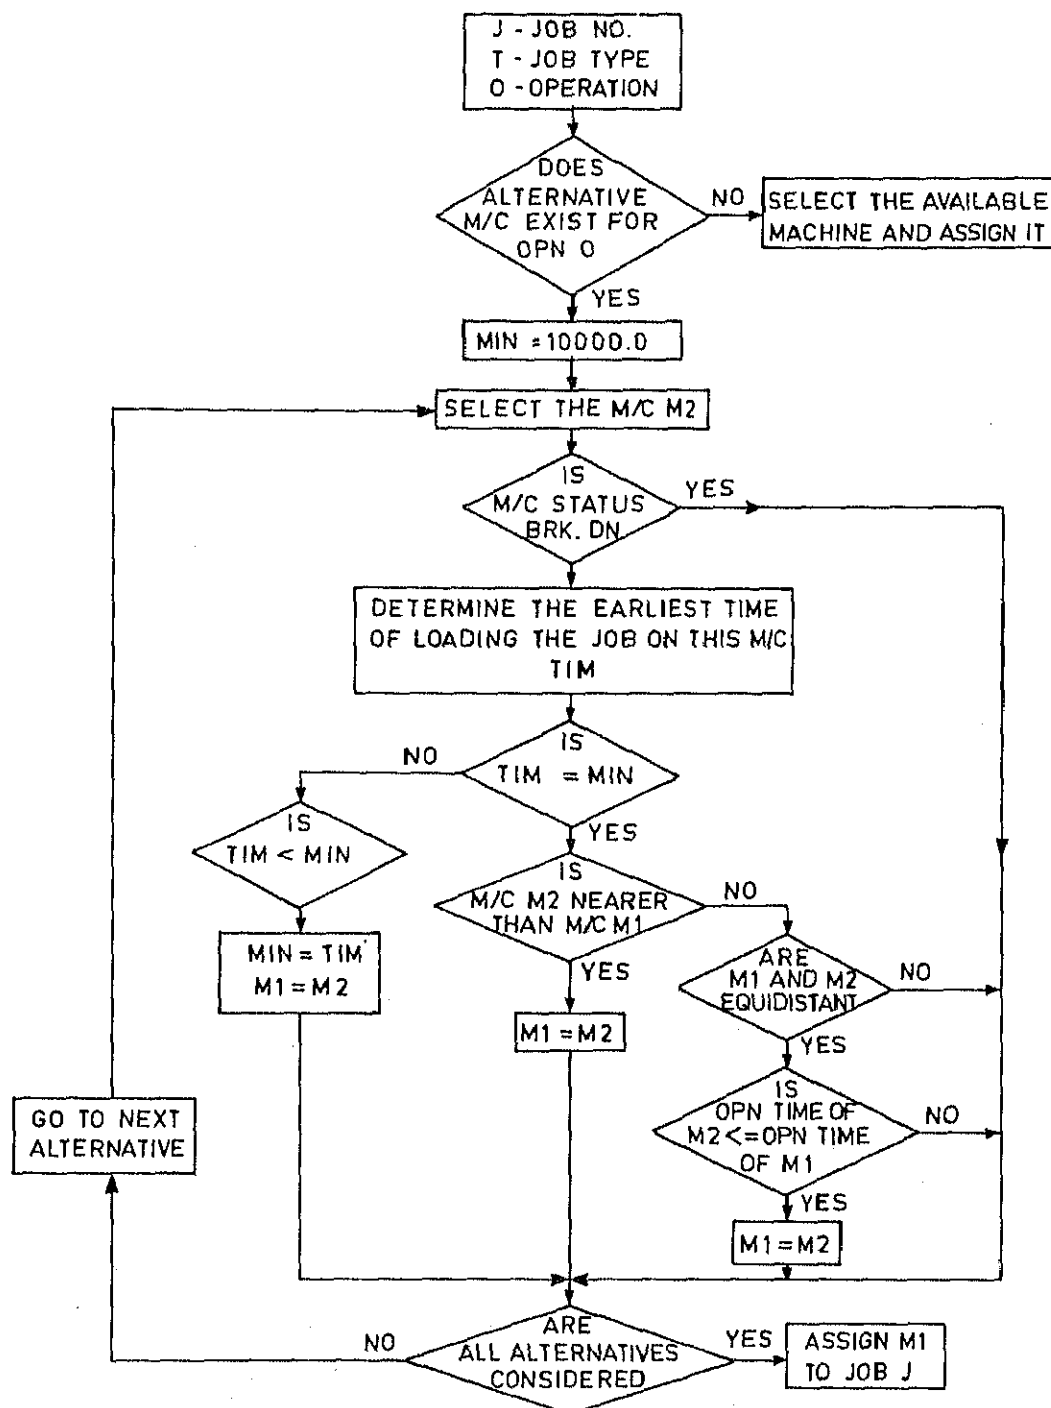 J - JOB NO.
T - JOB TYPE
O - OPERATION
DOES
ALTERNATIVE
M/C EXIST FOR
OPN O
NO
SELECT THE AVAILABLE
MACHINE AND ASSIGN IT
YES
MIN = 10000.0
SELECT THE M/C M2
IS
M/C STATUS
BRK. DN
YES
DETERMINE THE EARLIEST TIME
OF LOADING THE JOB ON THIS M/C
TIM
IS
TIM = MIN
NO
YES
IS
TIM < MIN
MIN = TIM
M1 = M2
IS
M/C M2 NEARER
THAN M/C M1
NO
YES
M1 = M2
ARE
M1 AND M2
EQUIDISTANT
NO
YES
IS
OPN TIME OF
M2 <= OPN TIME
OF M1
NO
YES
M1 = M2
GO TO NEXT
ALTERNATIVE
NO
ARE
ALL ALTERNATIVES
CONSIDERED
YES
ASSIGN M1
TO JOB J